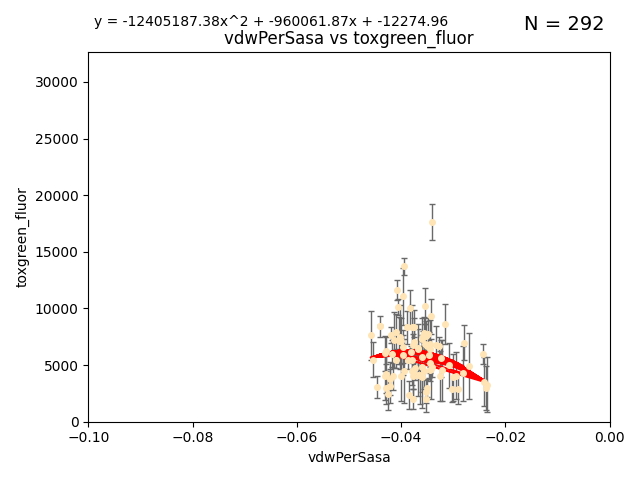 y = -12405187.38x^2 + -960061.87x + -12274.96
N = 292
vdwPerSasa vs toxgreen_fluor
30000
25000
20000
15000
10000
5000
0
toxgreen_fluor
−0.10
−0.08
−0.06
−0.04
−0.02
0.00
vdwPerSasa